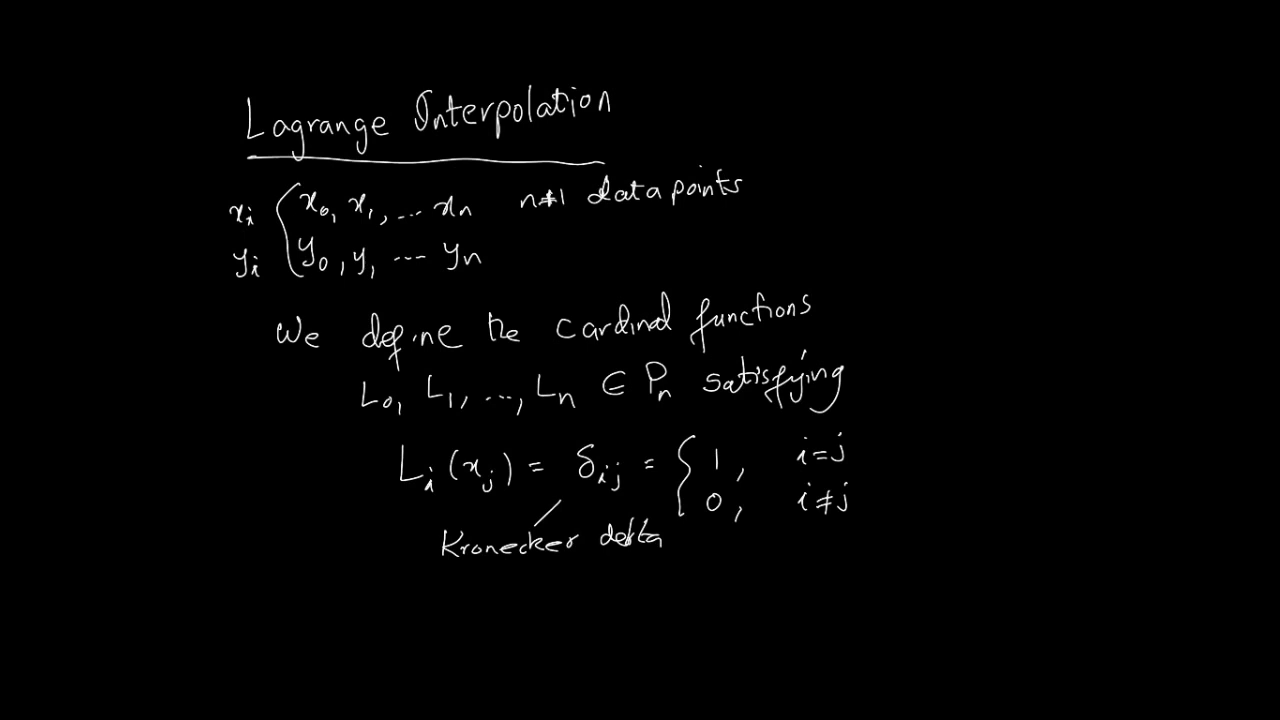 Lagrange Interpolation
xᵢ { x₀, x₁, ... xₙ n+1 data points
yᵢ { y₀, y₁ ... yₙ
We define the cardinal functions
L₀, L₁, ..., Lₙ ∈ Pₙ satisfying
Lᵢ(xⱼ) = δᵢⱼ = { 1, i=j
0, i≠j
Kronecker delta